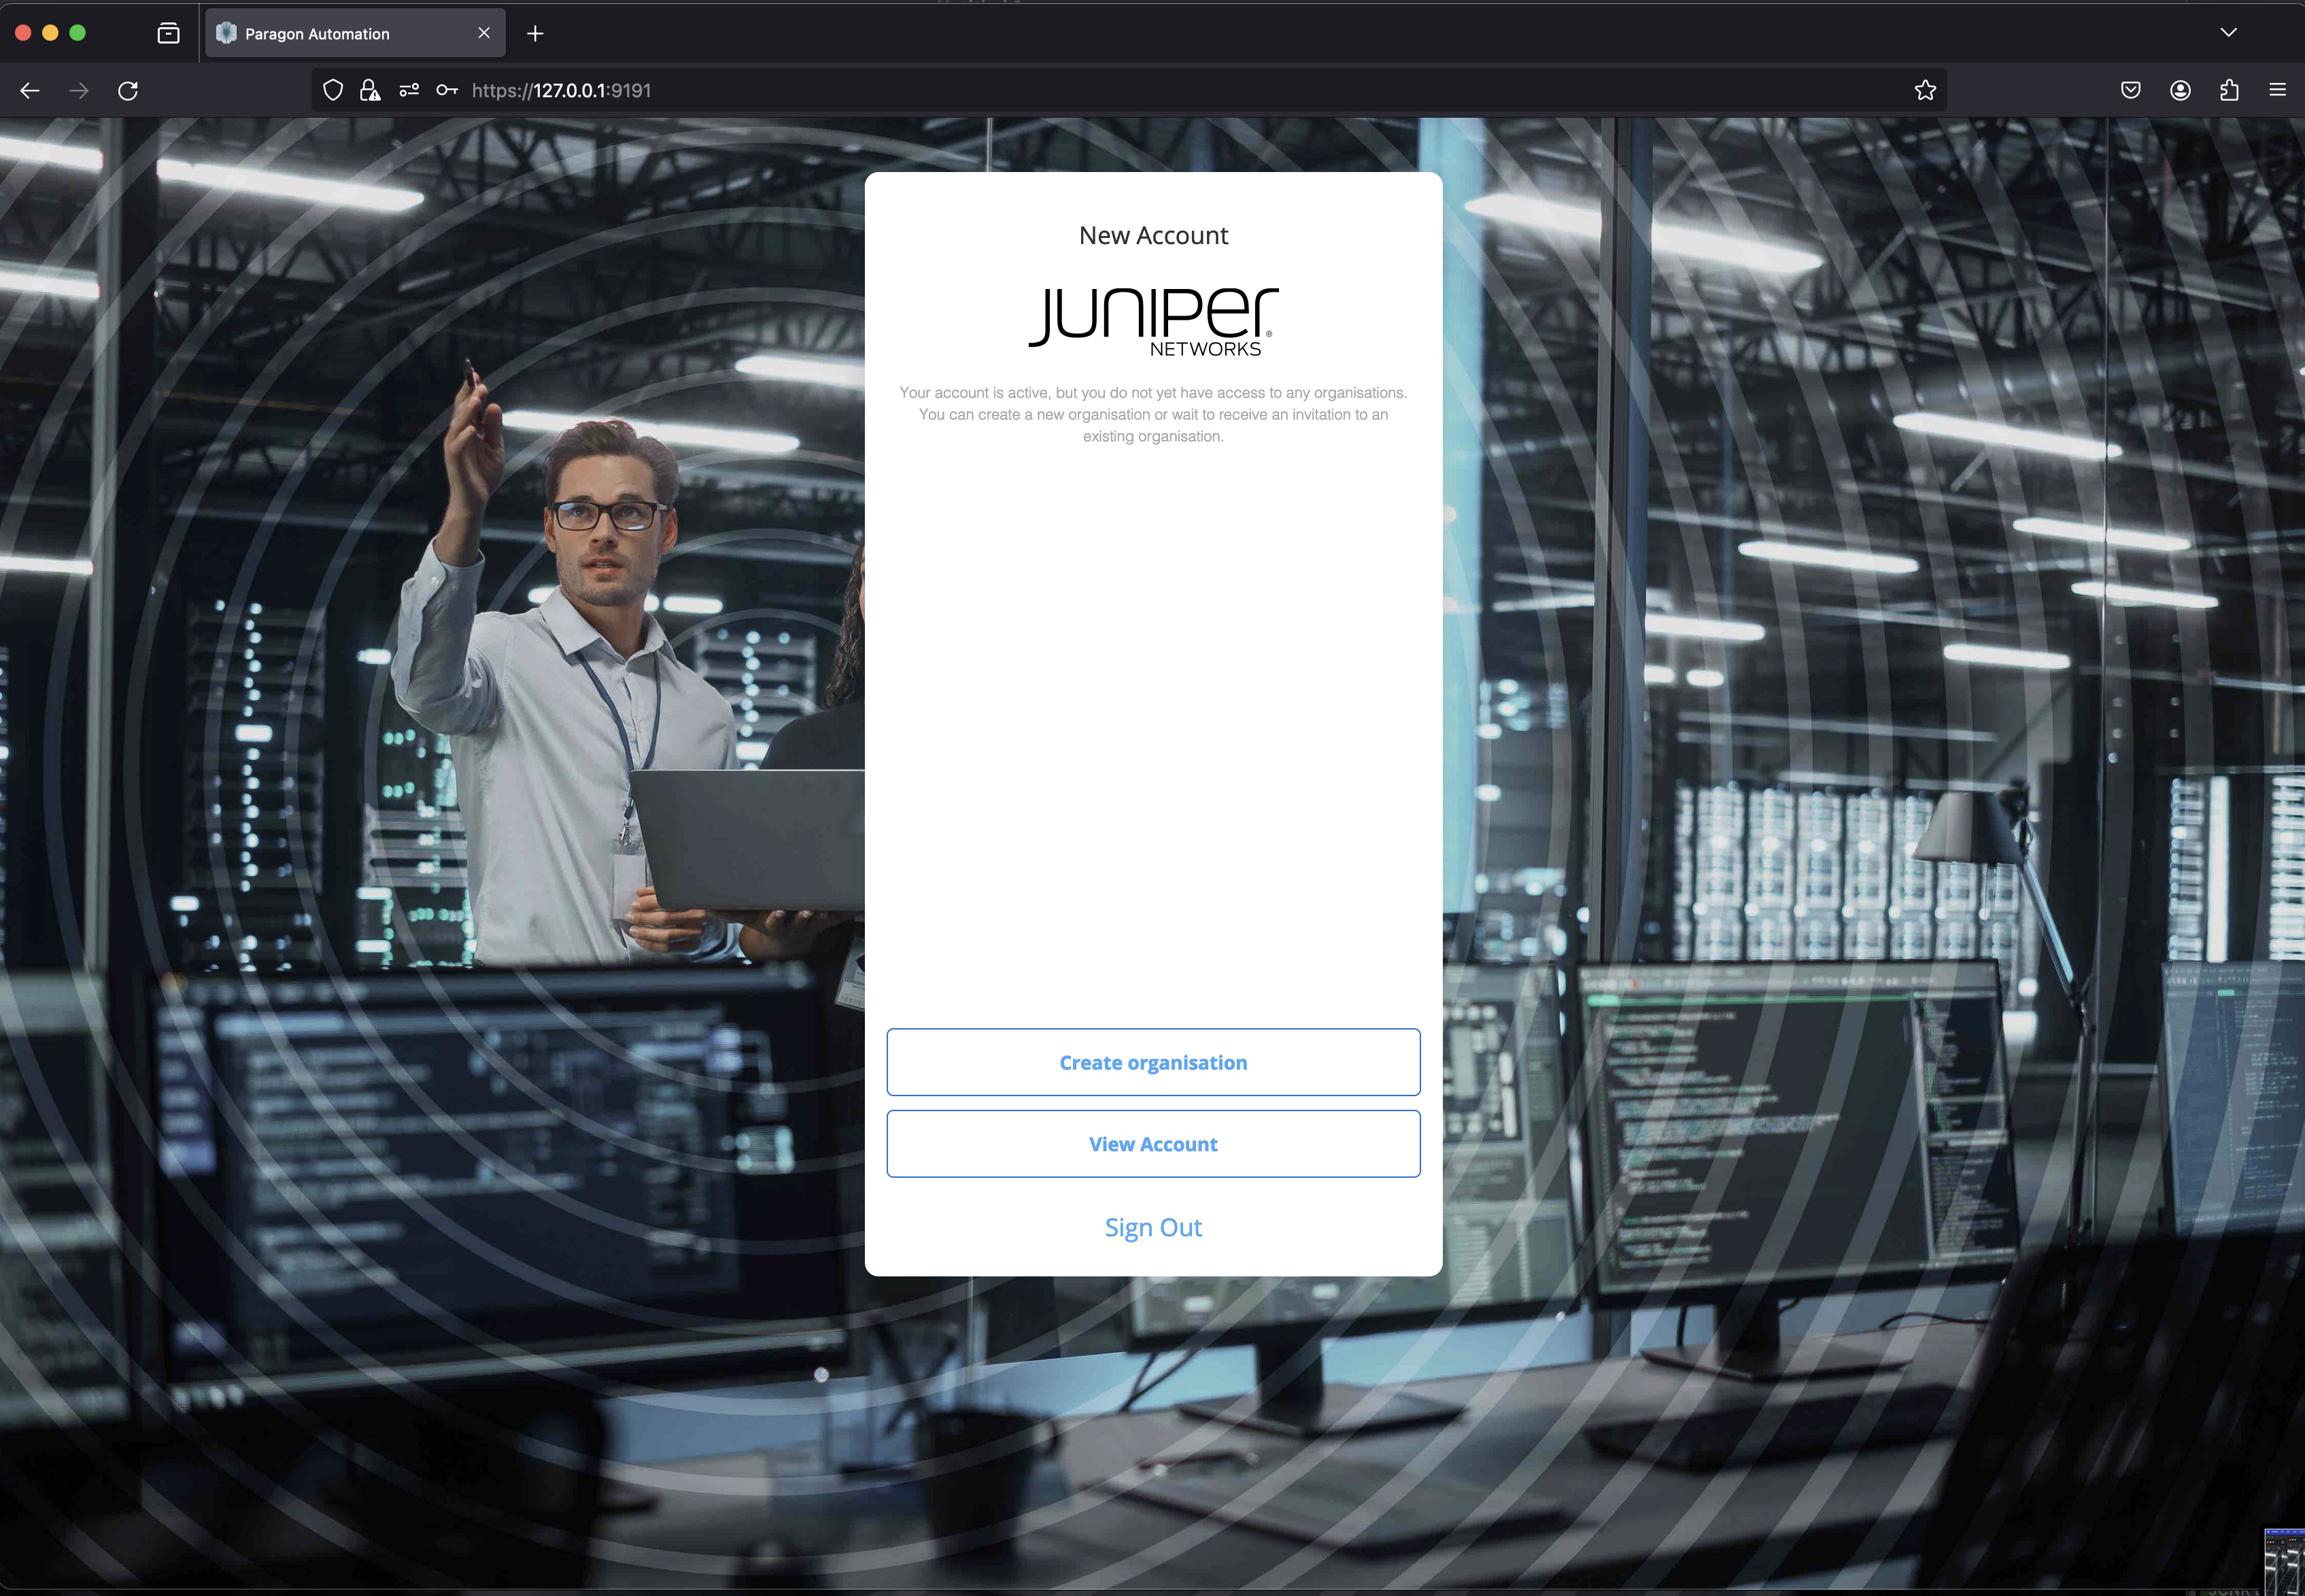 Paragon Automation
https://127.0.0.1:9191
New Account
JUNIPer®
NETWORKS
Your account is active, but you do not yet have access to any organisations.
You can create a new organisation or wait to receive an invitation to an
existing organisation.
Create organisation
View Account
Sign Out